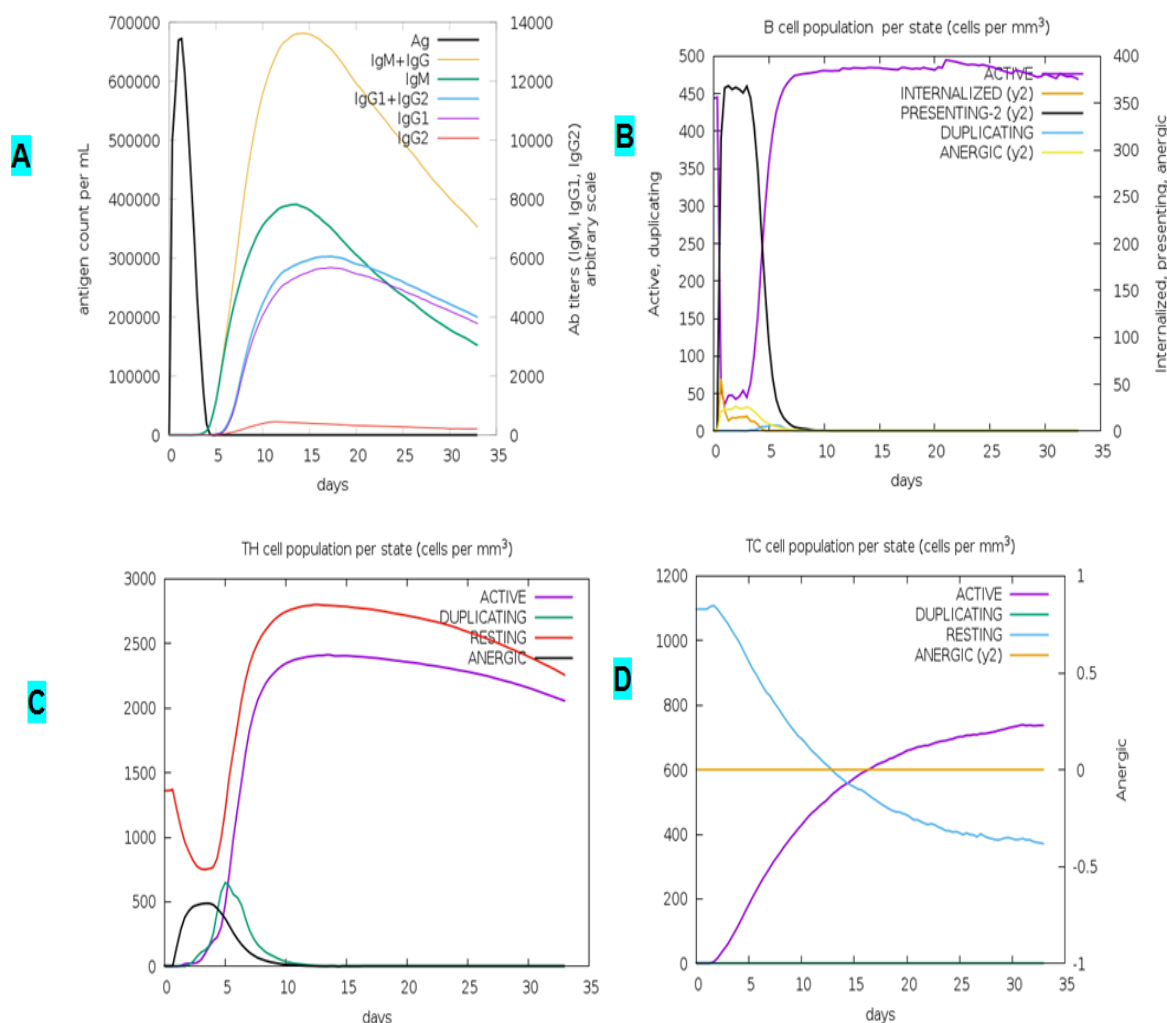 A
700000
600000
500000
400000
300000
200000
100000
0
antigen count per mL
Ag
IgM+IgG
IgM
IgG1+IgG2
IgG1
IgG2
14000
12000
10000
8000
6000
4000
2000
0
Ab titers (IgM, IgG1, IgG2)
arbitrary scale
0 5 10 15 20 25 30 35
days
B
B cell population per state (cells per mm³)
500
450
400
350
300
250
200
150
100
50
0
Active, duplicating
ACTIVE
INTERNALIZED (y2)
PRESENTING-2 (y2)
DUPLICATING
ANERGIC (y2)
400
350
300
250
200
150
100
50
0
Internalized, presenting, anergic
0 5 10 15 20 25 30 35
days
C
TH cell population per state (cells per mm³)
3000
2500
2000
1500
1000
500
0
ACTIVE
DUPLICATING
RESTING
ANERGIC
0 5 10 15 20 25 30 35
days
D
TC cell population per state (cells per mm³)
1200
1000
800
600
400
200
0
ACTIVE
DUPLICATING
RESTING
ANERGIC (y2)
1
0.5
0
-0.5
-1
Anergic
0 5 10 15 20 25 30 35
days